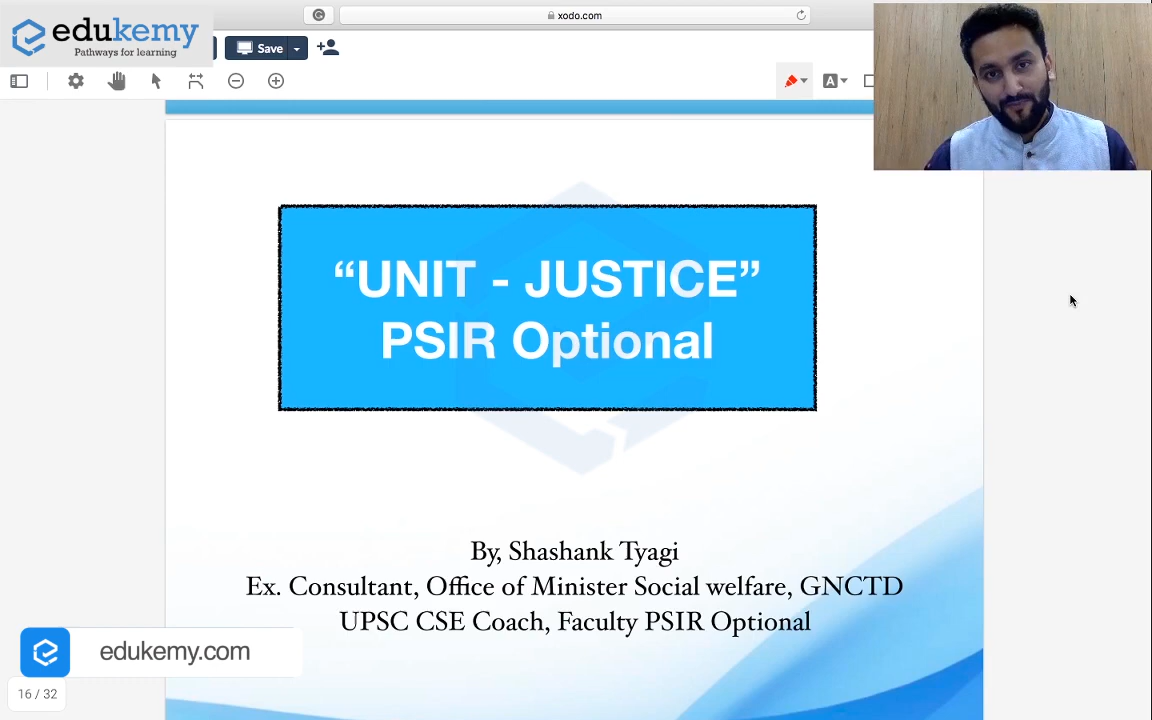 xodo.com
edukemy
Pathways for learning
Save
A
“UNIT - JUSTICE”
PSIR Optional
By, Shashank Tyagi
Ex. Consultant, Office of Minister Social welfare, GNCTD
UPSC CSE Coach, Faculty PSIR Optional
edukemy.com
16 / 32